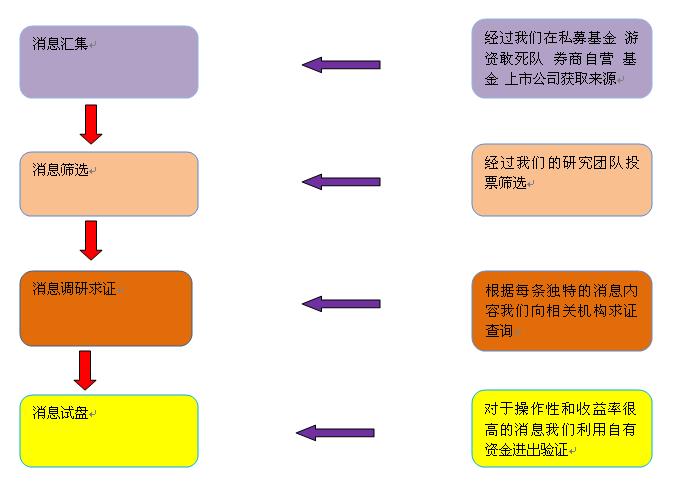 消息汇集
经过我们在私募基金 游
资敢死队 券商自营 基
金 上市公司获取来源
消息筛选
经过我们的研究团队投
票筛选
消息调研求证
根据每条独特的消息内
容我们向相关机构求证
查询
消息试盘
对于操作性和收益率很
高的消息我们利用自有
资金进出验证